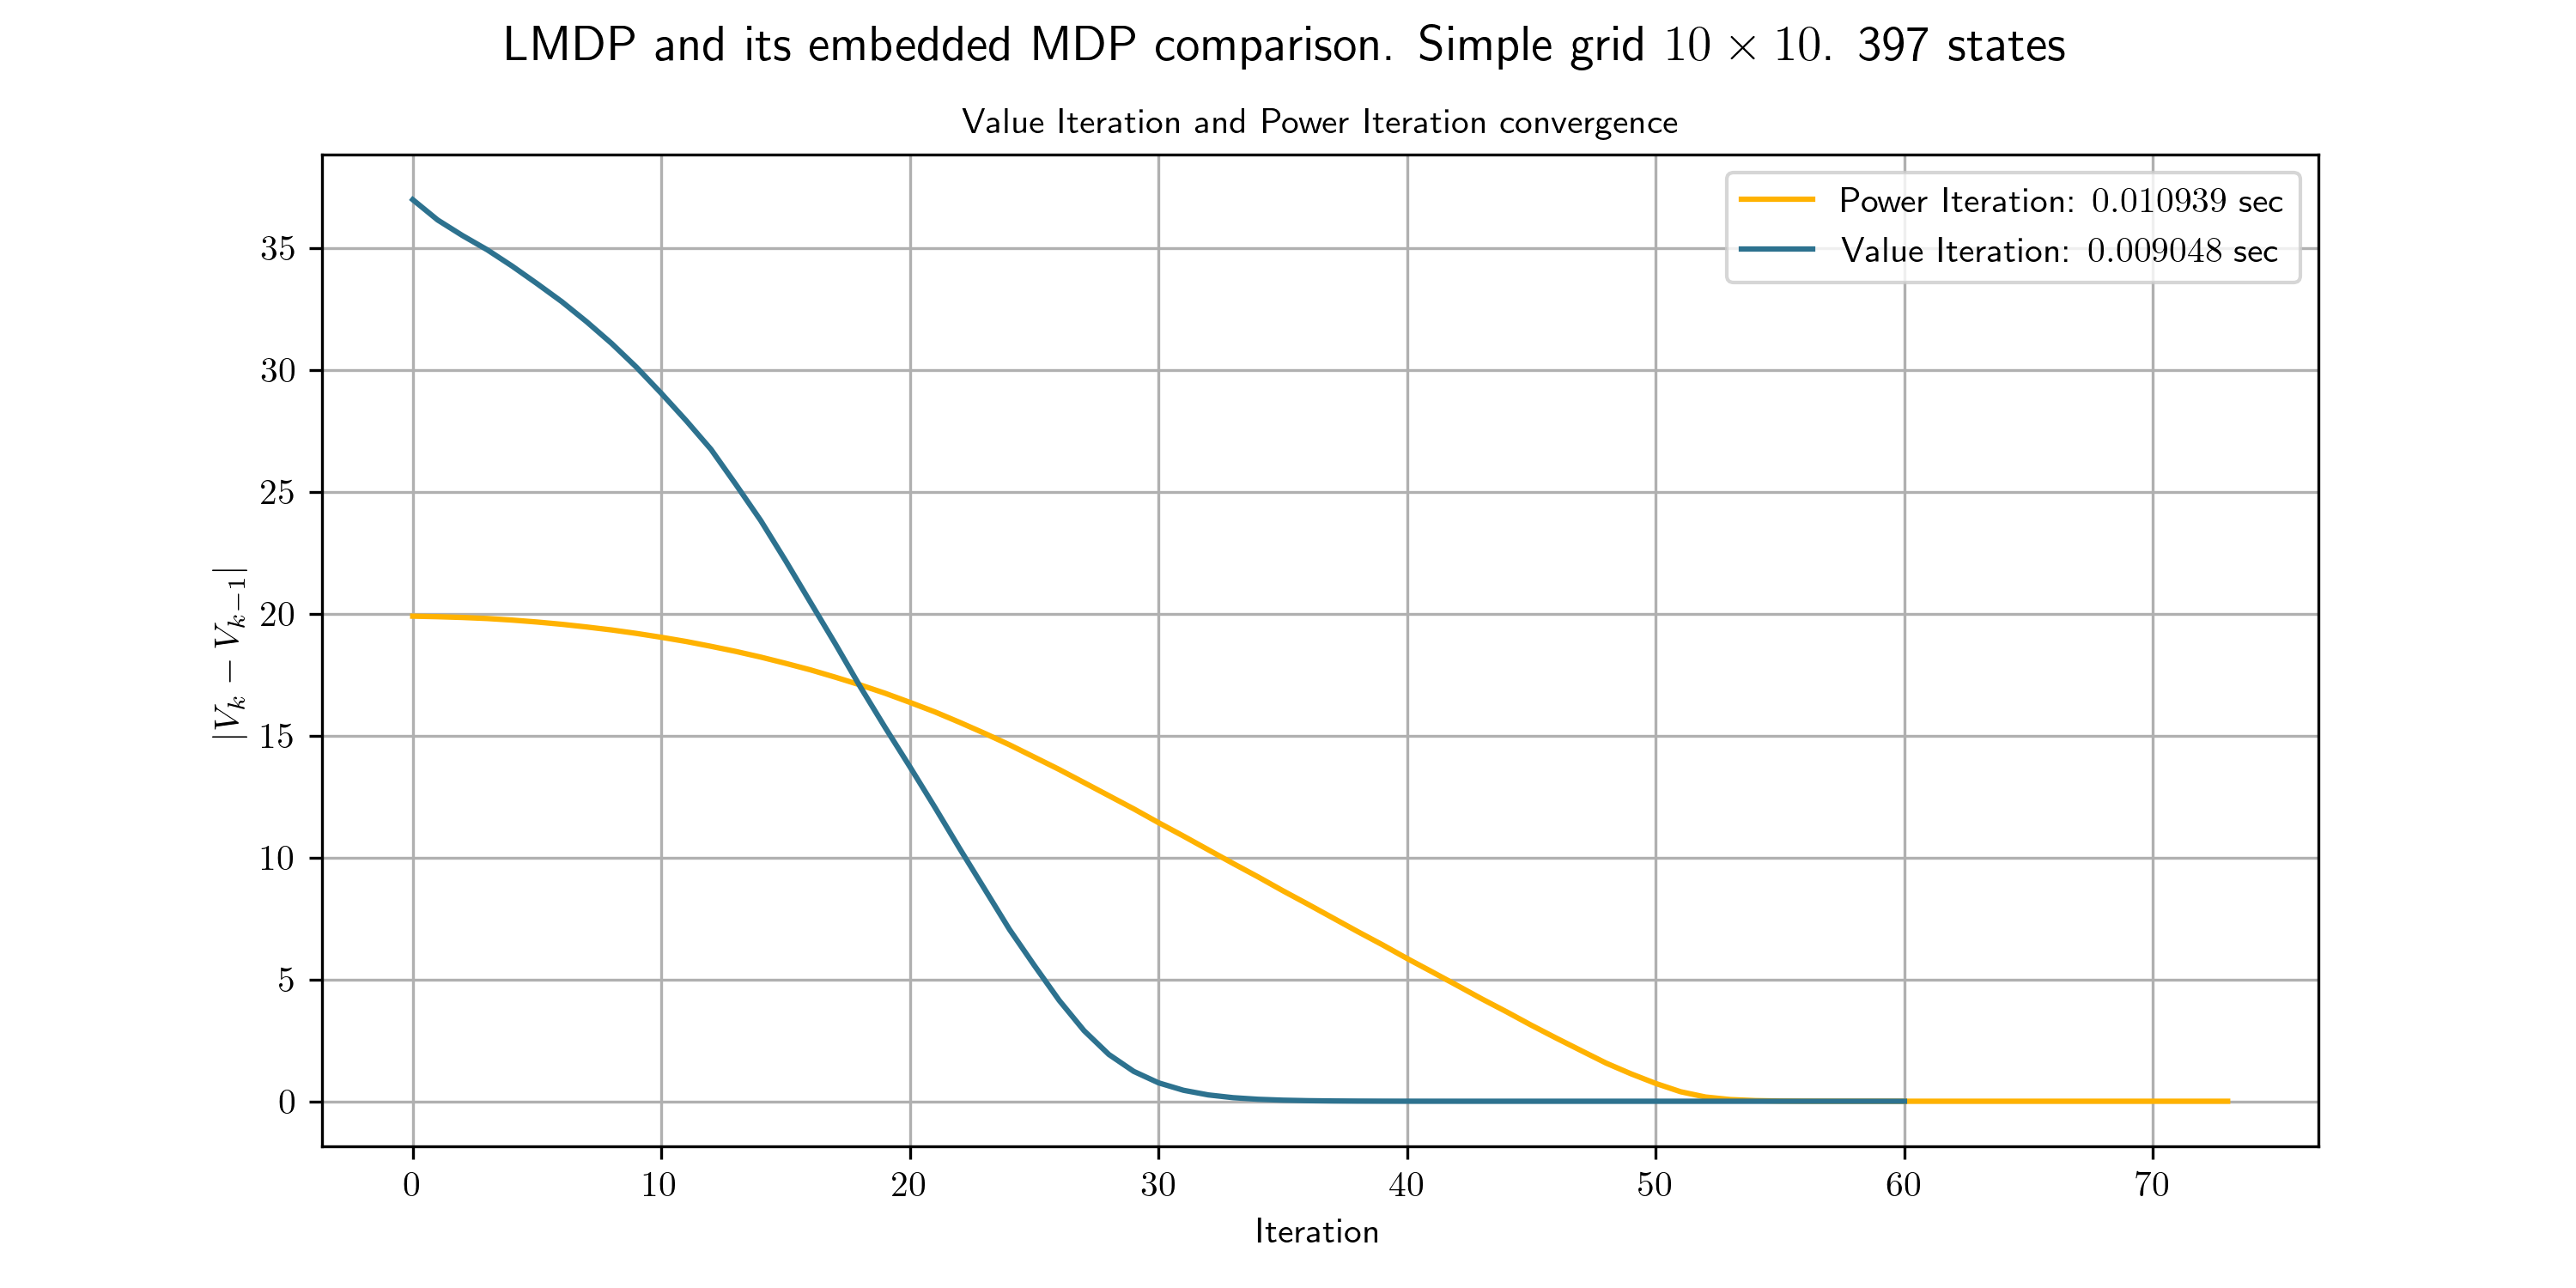 LMDP and its embedded MDP comparison. Simple grid 10 × 10. 397 states
Value Iteration and Power Iteration convergence
Power Iteration: 0.010939 sec
Value Iteration: 0.009048 sec
35
30
25
20
15
10
5
0
|V_k − V_{k−1}|
0 10 20 30 40 50 60 70
Iteration